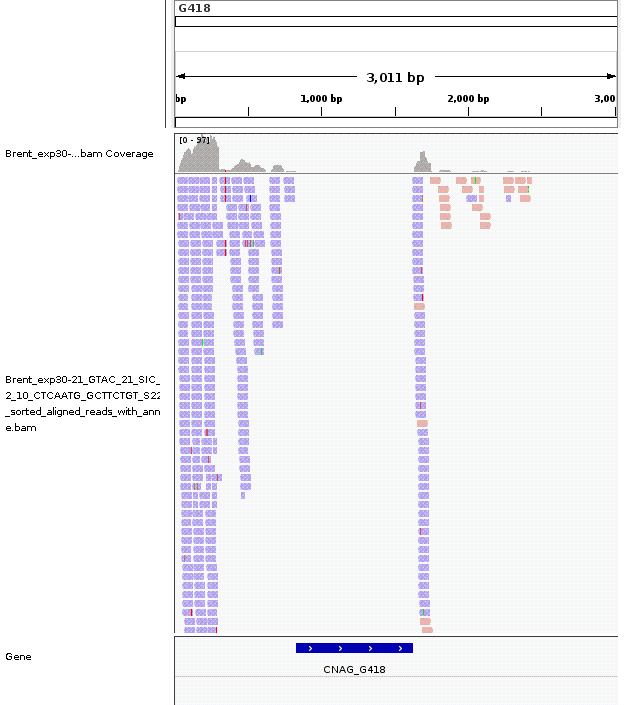 G418
3,011 bp
bp
1,000 bp
2,000 bp
3,00
[0 - 97]
Brent_exp30-...bam Coverage
Brent_exp30-21_GTAC_21_SIC_
2_10_CTCAATG_GCTTCTGT_S22
_sorted_aligned_reads_with_ann
e.bam
Gene
CNAG_G418